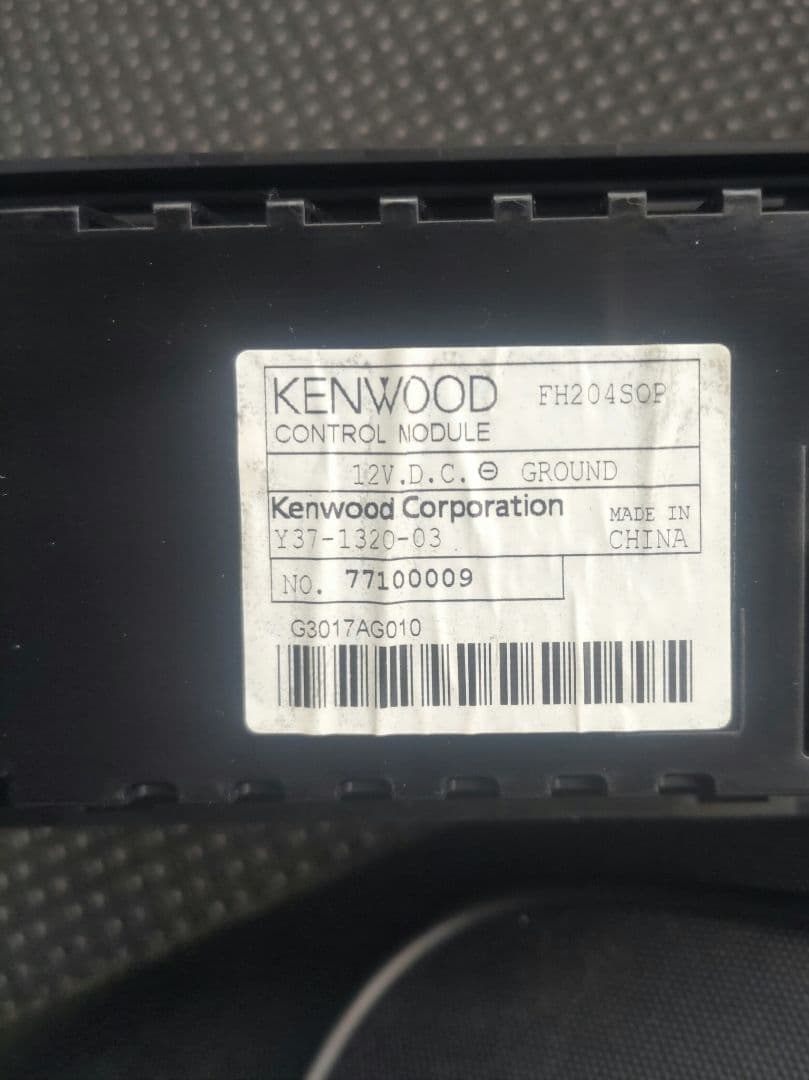 KENWOOD FH204SOP
CONTROL MODULE
12V.D.C. ⊖ GROUND
Kenwood Corporation MADE IN
Y37-1320-03 CHINA
NO. 77100009
G3017AG010